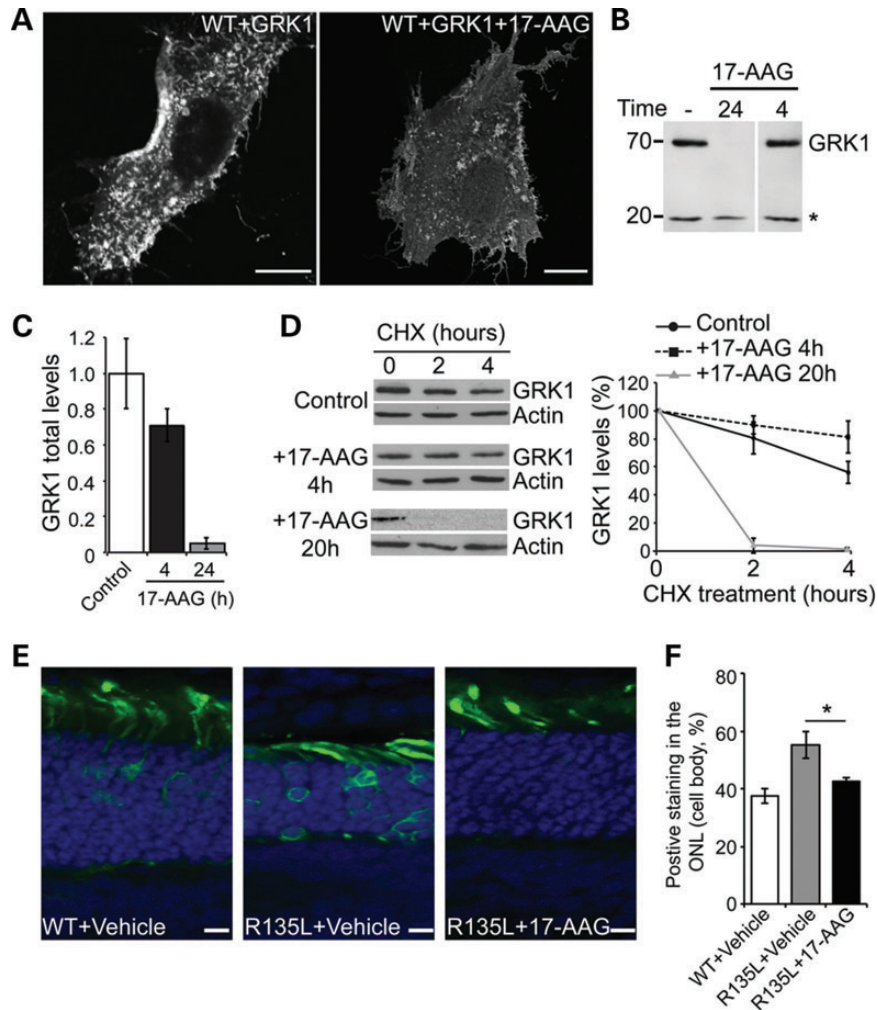 A
WT+GRK1
WT+GRK1+17-AAG
B
17-AAG
Time - 24 4
70
GRK1
20
*
C
GRK1 total levels
1.2
1.0
0.8
0.6
0.4
0.2
0
Control
4 24
17-AAG (h)
D
CHX (hours)
0 2 4
Control
GRK1
Actin
+17-AAG
4h
GRK1
Actin
+17-AAG
20h
GRK1
Actin
Control
+17-AAG 4h
+17-AAG 20h
GRK1 levels (%)
120
100
80
60
40
20
0
0 2 4
CHX treatment (hours)
E
WT+Vehicle
R135L+Vehicle
R135L+17-AAG
F
Postive staining in the
ONL (cell body, %)
80
60
40
20
0
*
WT+Vehicle
R135L+Vehicle
R135L+17-AAG